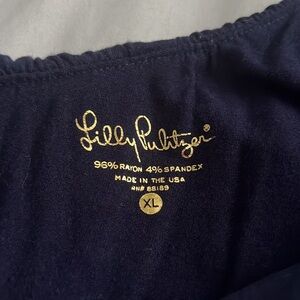 Lilly Pulitzer®
96% RAYON 4% SPANDEX
MADE IN THE USA
RN# 88189
XL